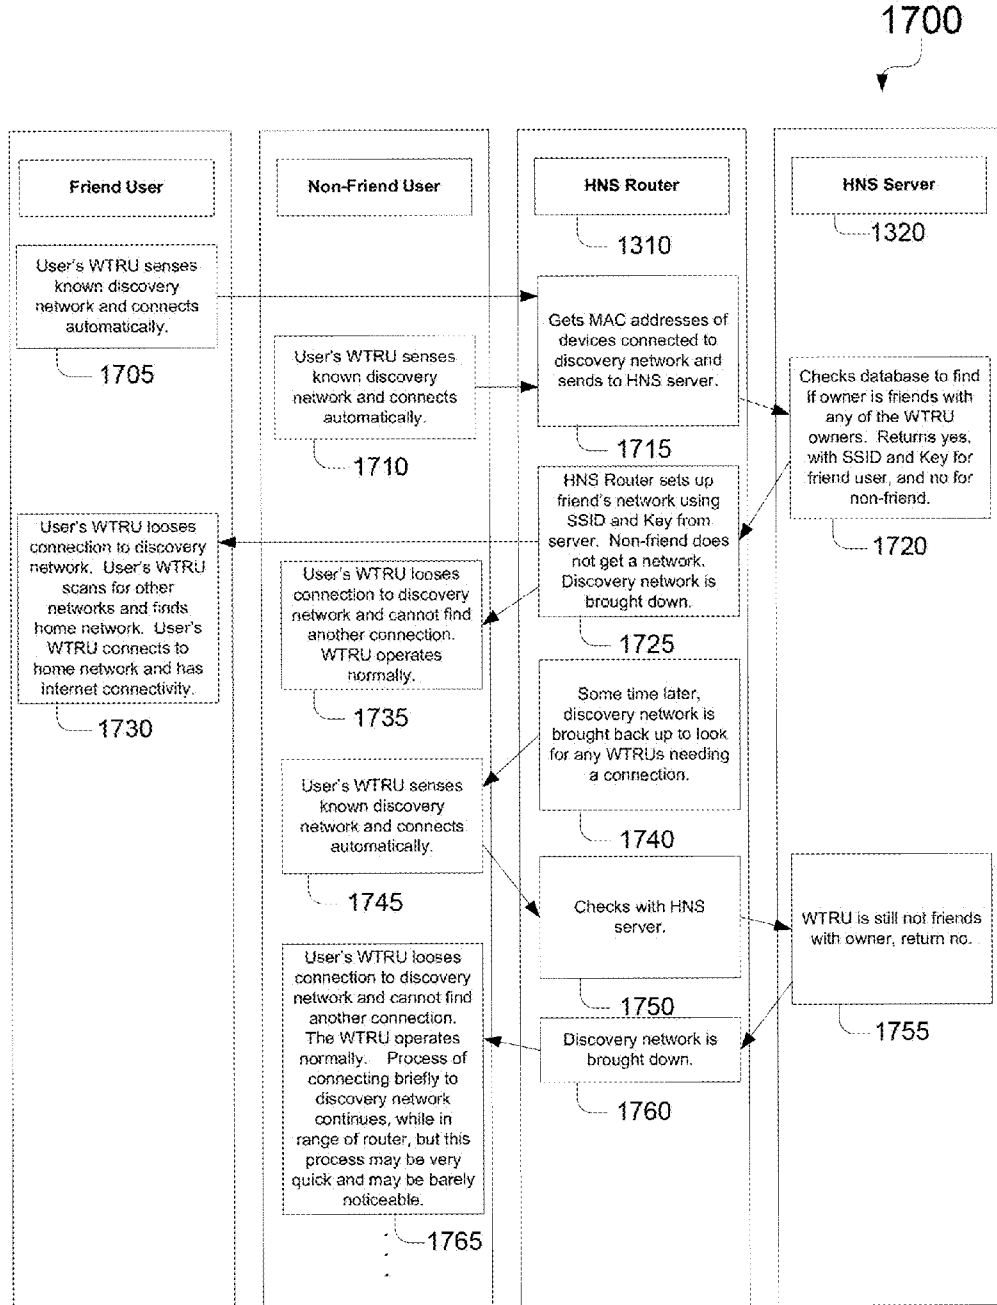 1700
Friend User
Non-Friend User
HNS Router
HNS Server
1310
1320
User's WTRU senses
known discovery
network and connects
automatically.
1705
User's WTRU senses
known discovery
network and connects
automatically.
1710
Gets MAC addresses of
devices connected to
discovery network and
sends to HNS server.
1715
Checks database to find
if owner is friends with
any of the WTRU
owners. Returns yes,
with SSID and Key for
friend user, and no for
non-friend.
1720
HNS Router sets up
friend's network using
SSID and Key from
server. Non-friend does
not get a network.
Discovery network is
brought down.
1725
User's WTRU looses
connection to discovery
network. User's WTRU
scans for other
networks and finds
home network. User's
WTRU connects to
home network and has
internet connectivity.
1730
User's WTRU looses
connection to discovery
network and cannot find
another connection.
WTRU operates
normally.
1735
Some time later,
discovery network is
brought back up to look
for any WTRUs needing
a connection.
1740
User's WTRU senses
known discovery
network and connects
automatically.
1745
Checks with HNS
server.
1750
WTRU is still not friends
with owner, return no.
1755
Discovery network is
brought down.
1760
User's WTRU looses
connection to discovery
network and cannot find
another connection.
The WTRU operates
normally. Process of
connecting briefly to
discovery network
continues, while in
range of router, but this
process may be very
quick and may be barely
noticeable.
1765